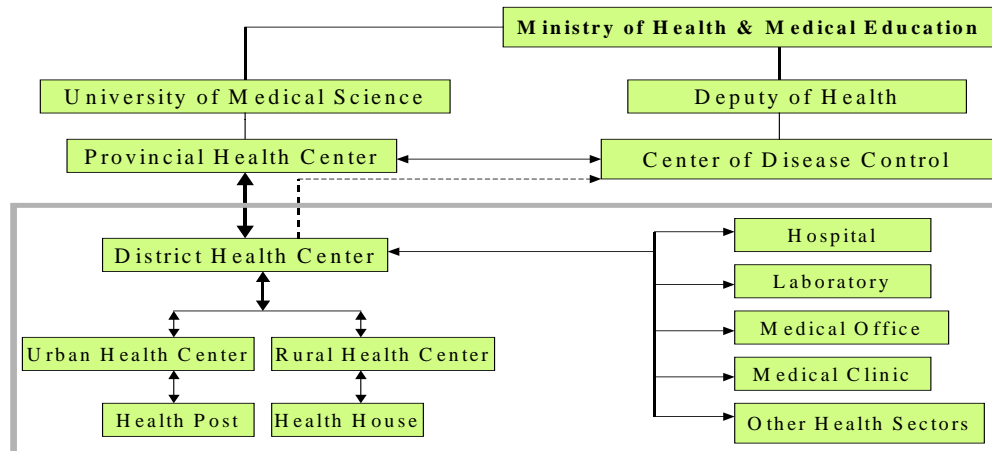 Ministry of Health & Medical Education
University of Medical Science
Deputy of Health
Provincial Health Center
Center of Disease Control
District Health Center
Hospital
Laboratory
Medical Office
Medical Clinic
Other Health Sectors
Urban Health Center
Rural Health Center
Health Post
Health House